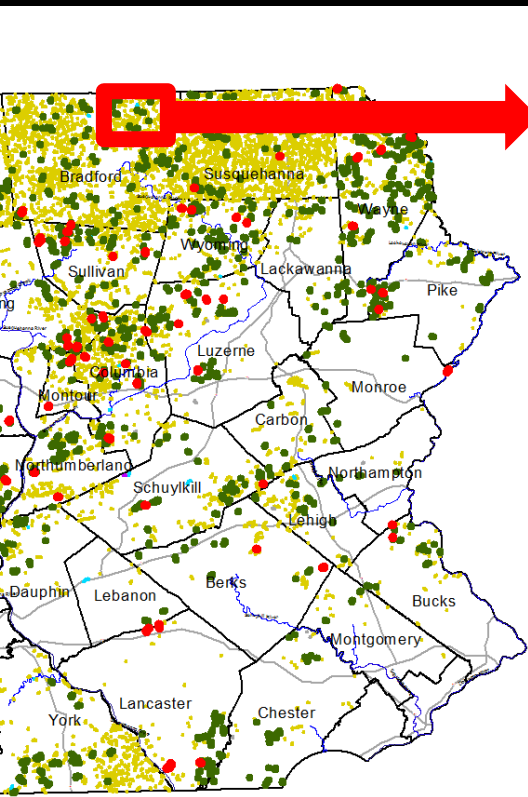 Bradford
Susquehanna
Wayne
Wyoming
Sullivan
Lackawanna
Pike
ng
Luzerne
Columbia
Monroe
Montour
Carbon
Northumberland
Northampton
Schuylkill
Lehigh
Berks
Dauphin
Lebanon
Bucks
Montgomery
Lancaster
Chester
York